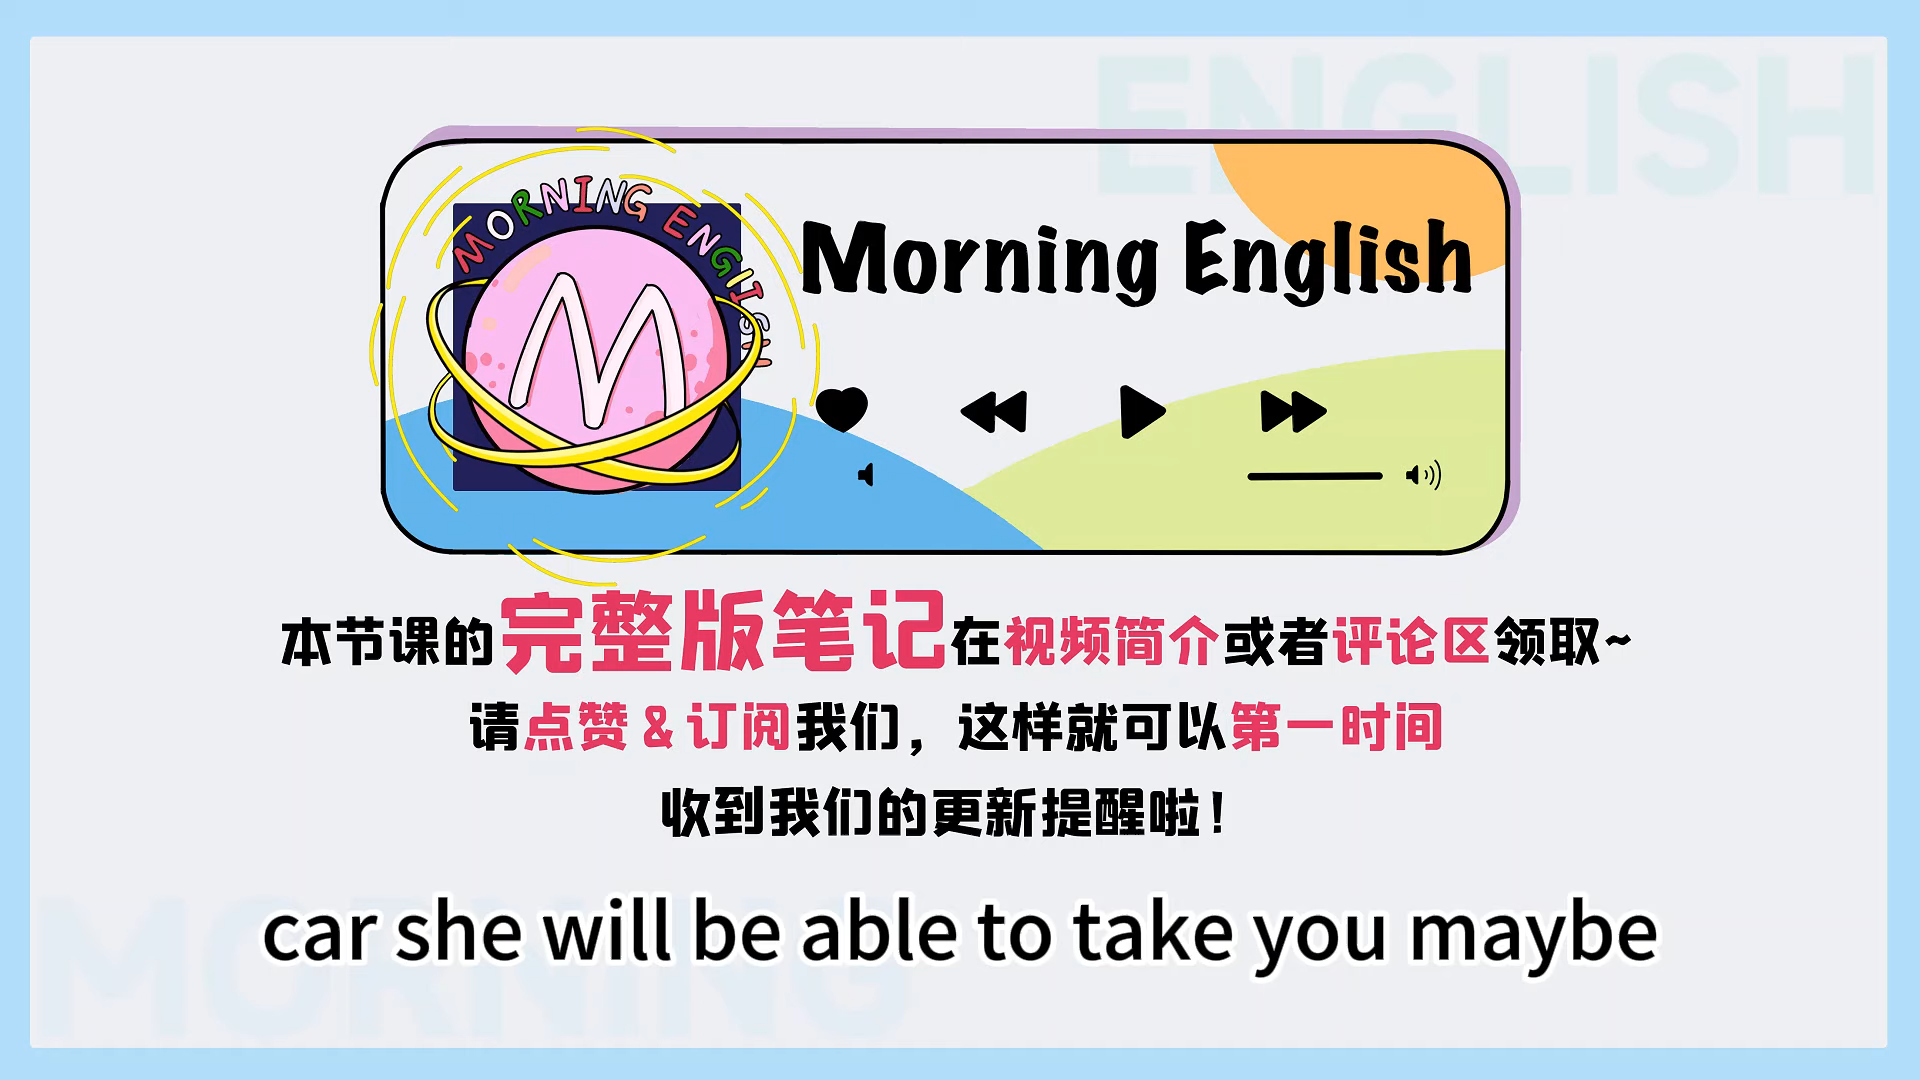 ENGLISH
MORNING ENGLISH
M
Morning English
本节课的完整版笔记在视频简介或者评论区领取~
请点赞&订阅我们，这样就可以第一时间
收到我们的更新提醒啦！
MORNING
car she will be able to take you maybe